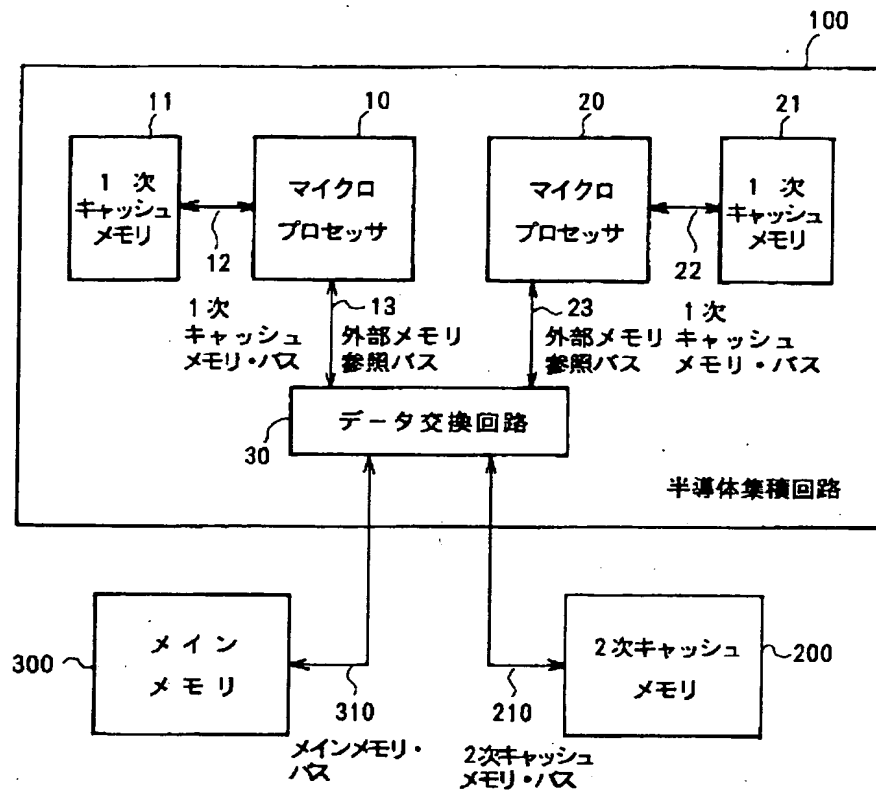 100
11
10
20
21
1 次
キャッシュ
メモリ
マイクロ
プロセッサ
マイクロ
プロセッサ
1 次
キャッシュ
メモリ
12
22
1 次
キャッシュ
メモリ・バス
13
外部メモリ
参照バス
23
外部メモリ
参照バス
1 次
キャッシュ
メモリ・バス
データ交換回路
30
半導体集積回路
300
メイン
メモリ
2次キャッシュ
メモリ
200
310
210
メインメモリ・
バス
2次キャッシュ
メモリ・バス